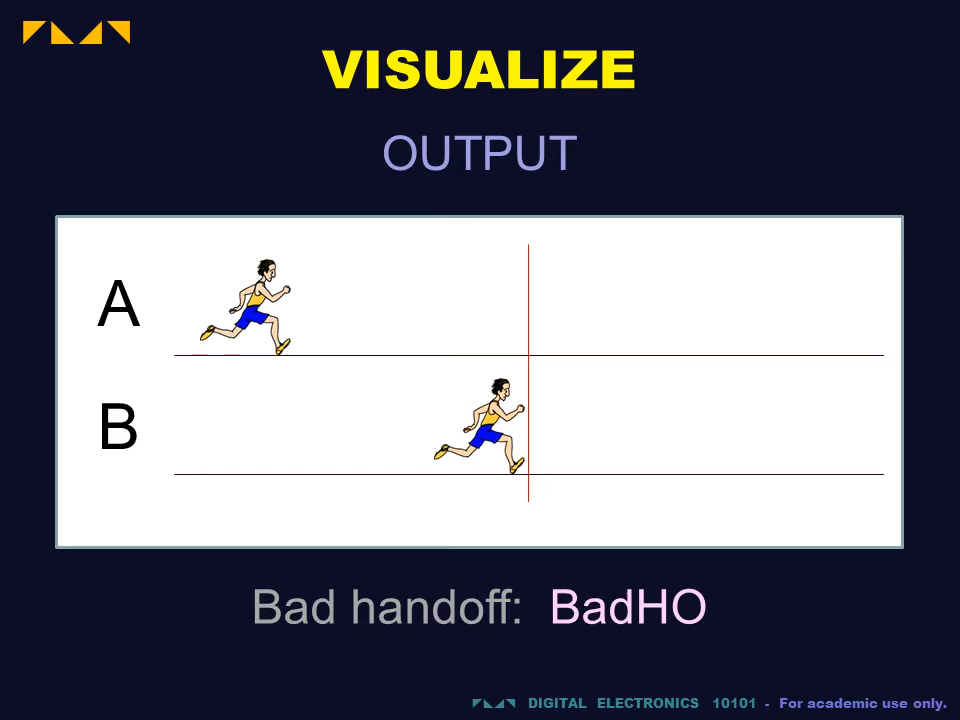 VISUALIZE
OUTPUT
A
B
Bad handoff: BadHO
DIGITAL ELECTRONICS 10101 - For academic use only.